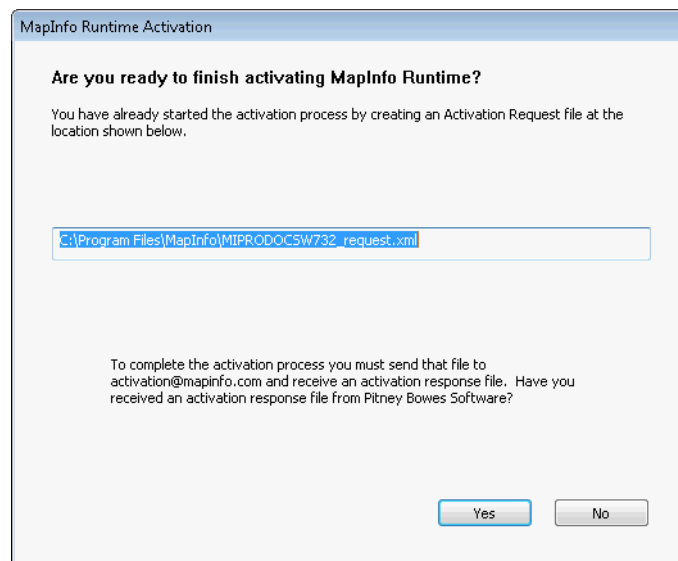 MapInfo Runtime Activation
Are you ready to finish activating MapInfo Runtime?
You have already started the activation process by creating an Activation Request file at the
location shown below.
C:\Program Files\MapInfo\MIPRODOCSW732_request.xml
To complete the activation process you must send that file to
activation@mapinfo.com and receive an activation response file.  Have you
received an activation response file from Pitney Bowes Software?
Yes No